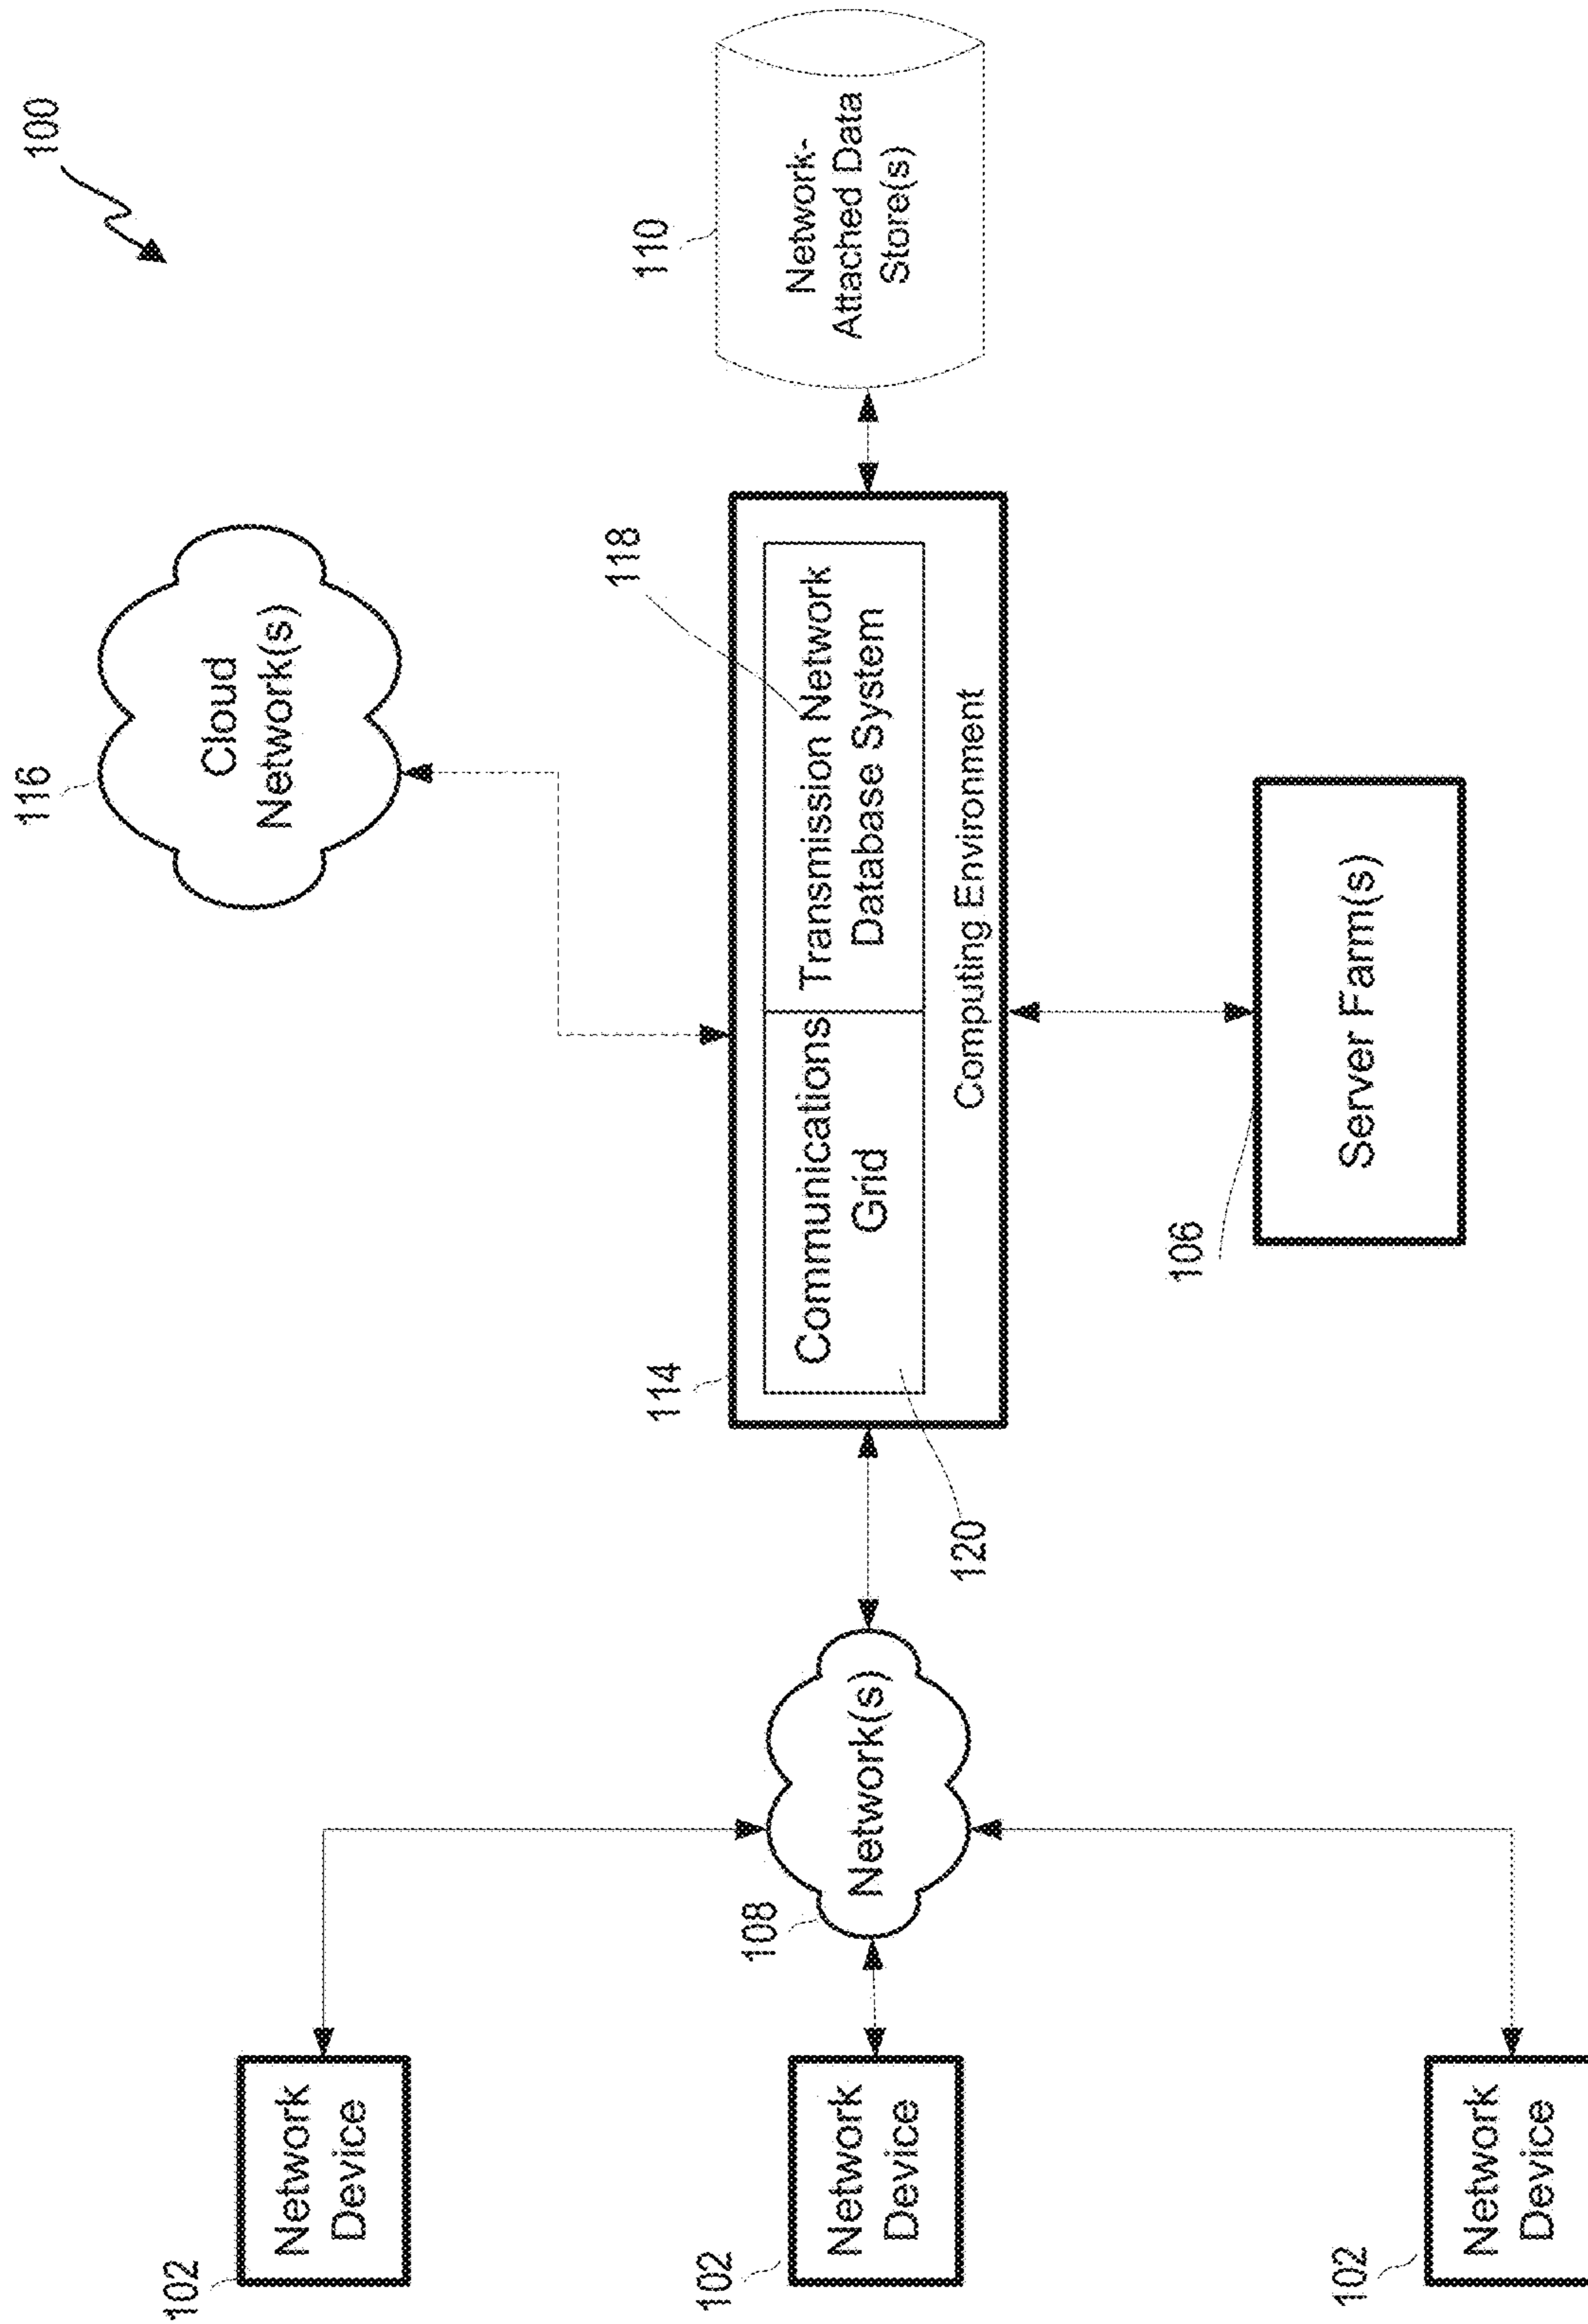 100
116
Cloud
Network(s)
110
Network-
Attached Data
Store(s)
118
114
Communications
Grid
Transmission Network
Database System
Computing Environment
120
108
Network(s)
106
Server Farm(s)
102
Network
Device
102
Network
Device
102
Network
Device